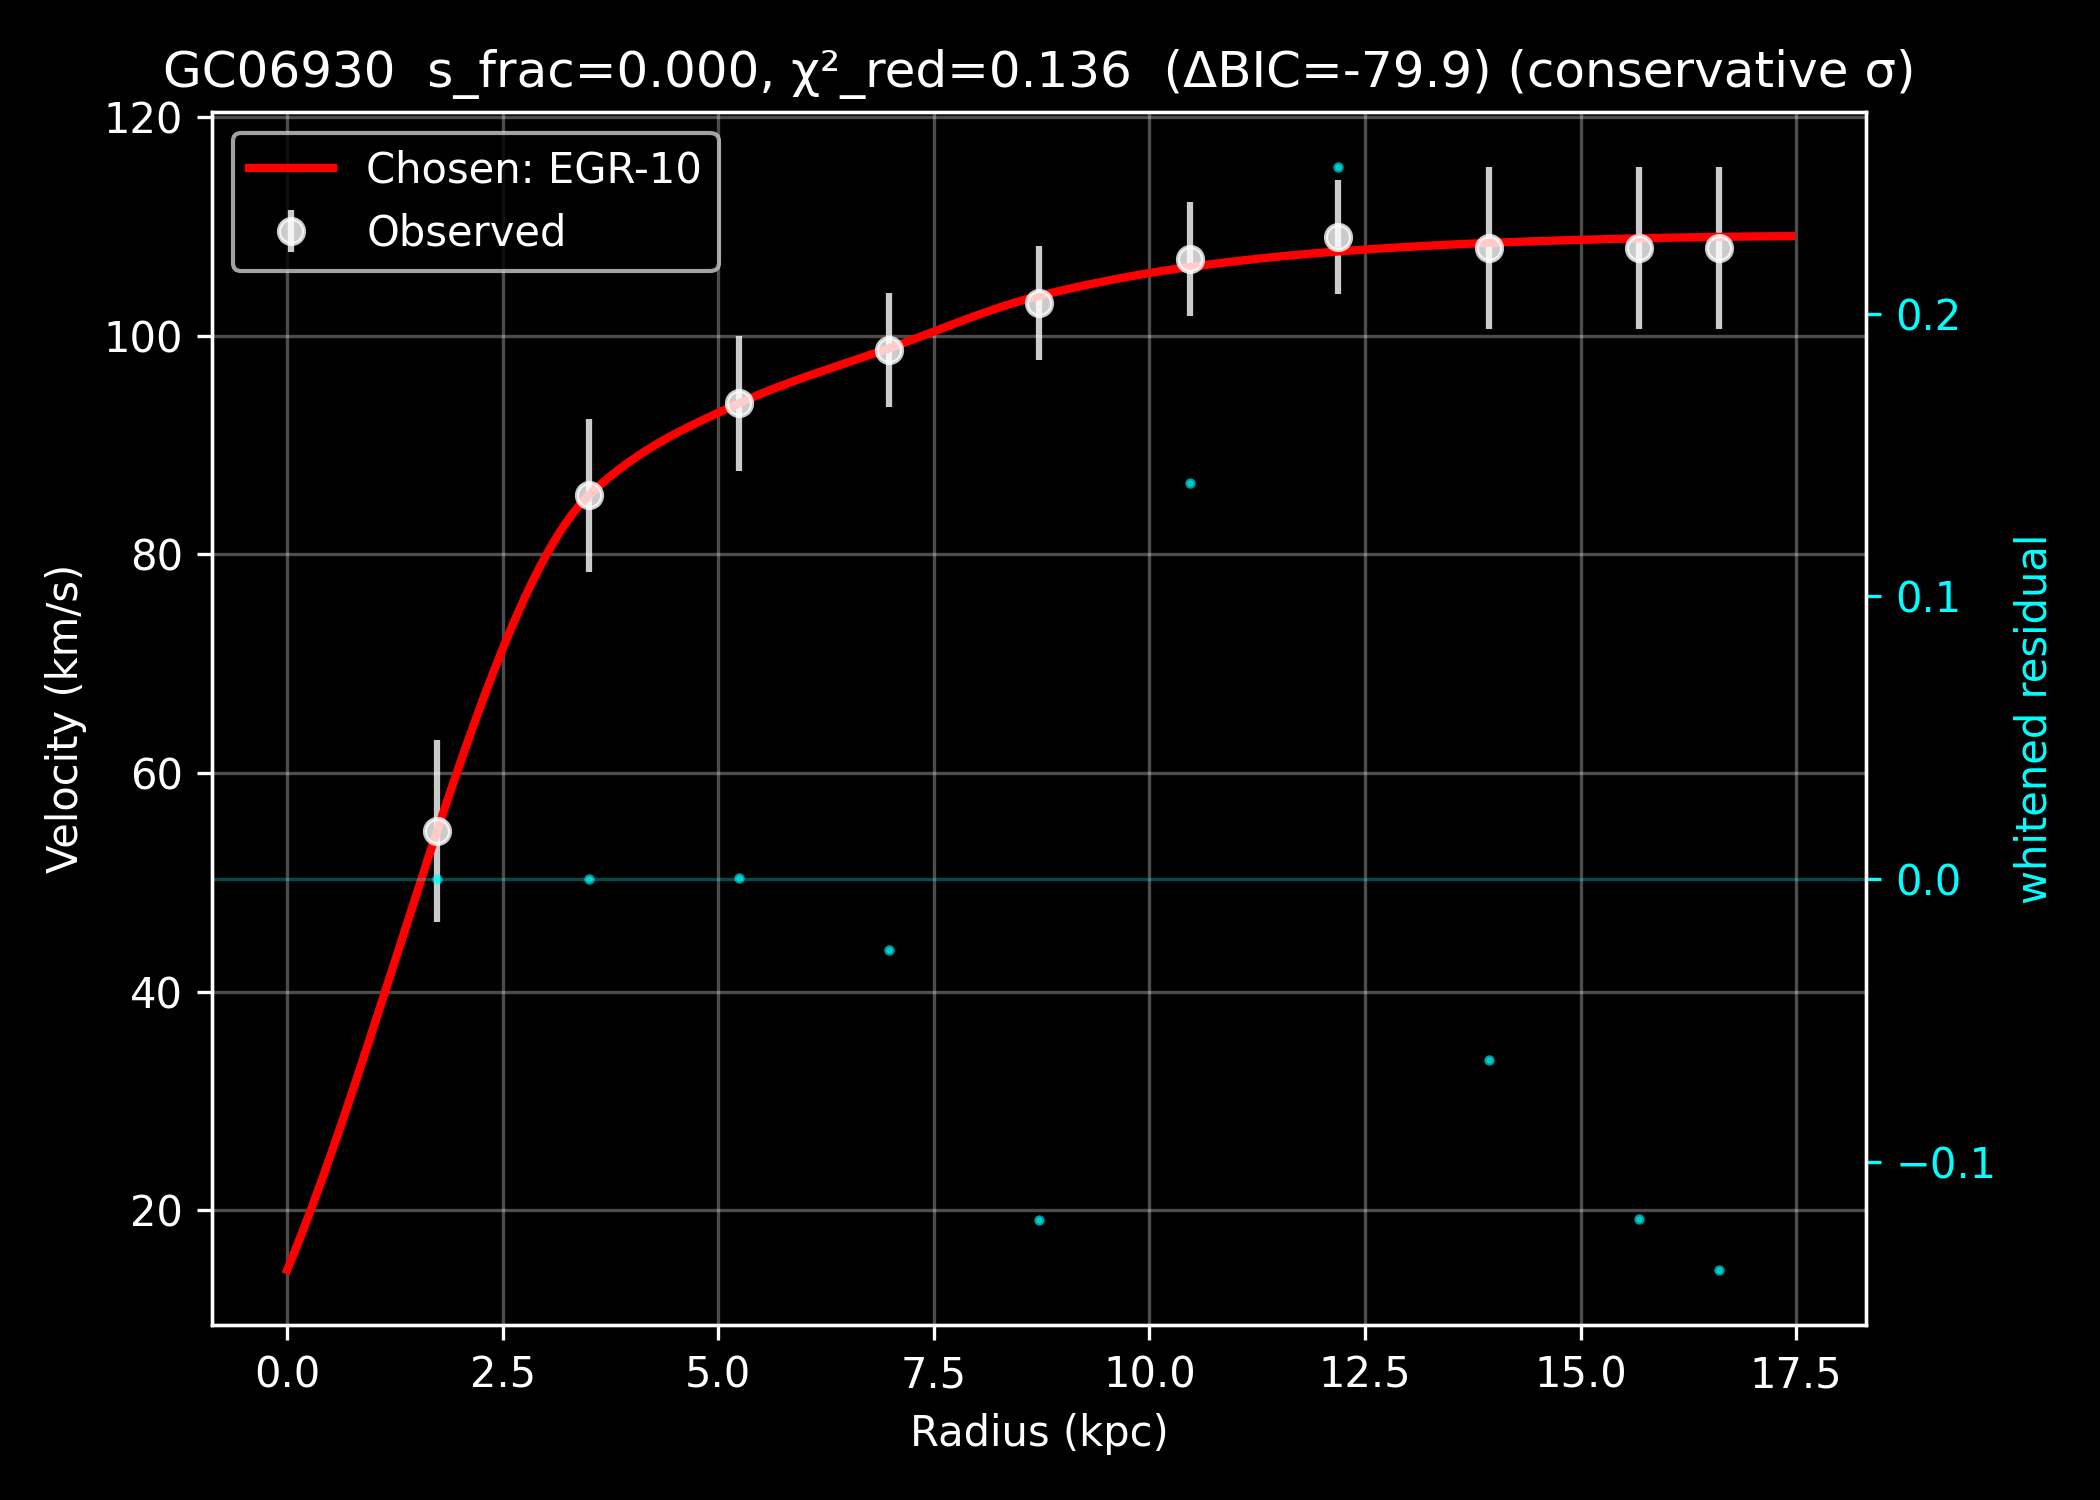 GC06930 s_frac=0.000, χ²_red=0.136 (ΔBIC=-79.9) (conservative σ)
Chosen: EGR-10
Observed
120
100
80
60
40
20
Velocity (km/s)
0.2
0.1
0.0
−0.1
whitened residual
0.0 2.5 5.0 7.5 10.0 12.5 15.0 17.5
Radius (kpc)